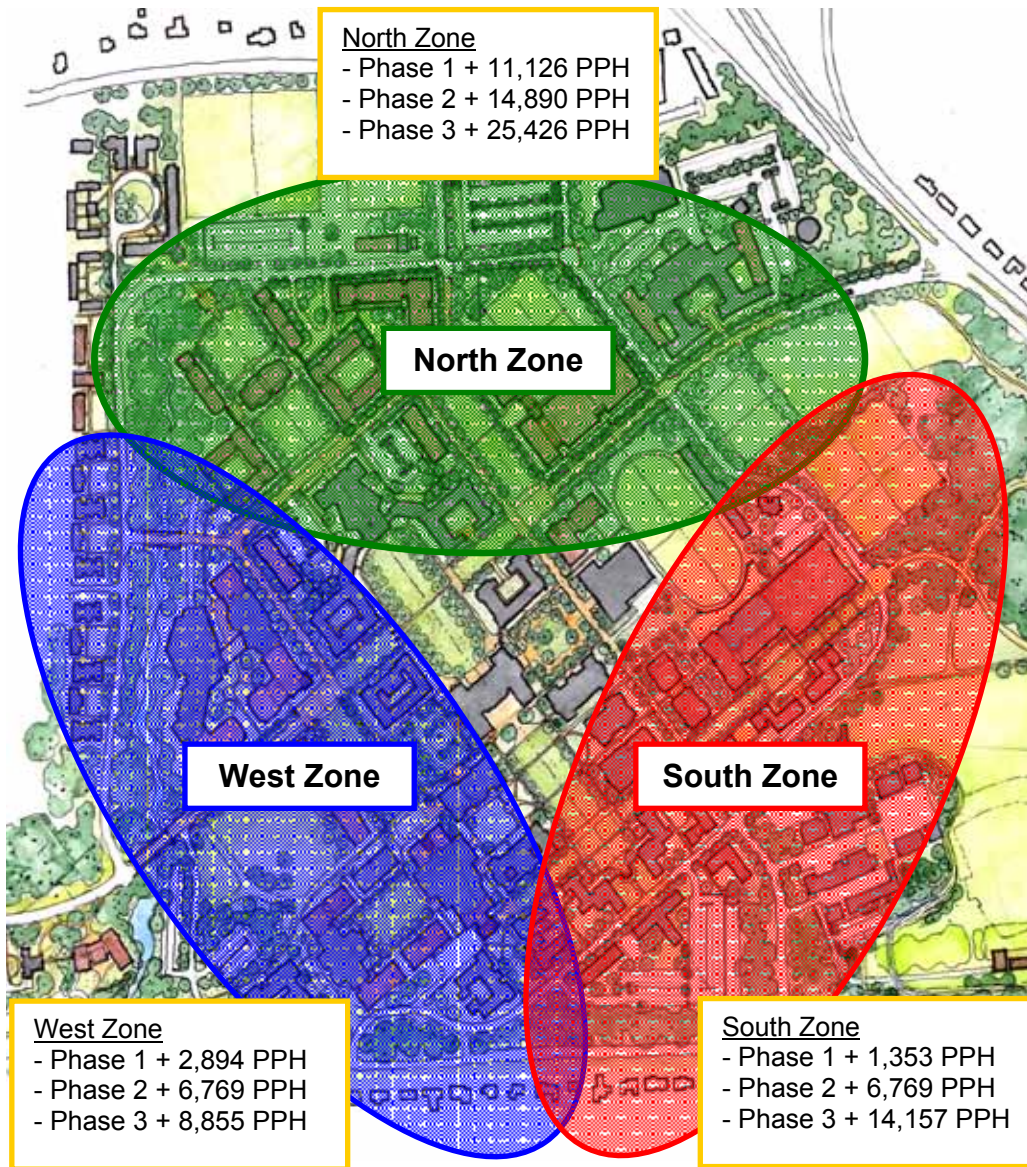 North Zone
- Phase 1 + 11,126 PPH
- Phase 2 + 14,890 PPH
- Phase 3 + 25,426 PPH
North Zone
West Zone
South Zone
West Zone
- Phase 1 + 2,894 PPH
- Phase 2 + 6,769 PPH
- Phase 3 + 8,855 PPH
South Zone
- Phase 1 + 1,353 PPH
- Phase 2 + 6,769 PPH
- Phase 3 + 14,157 PPH